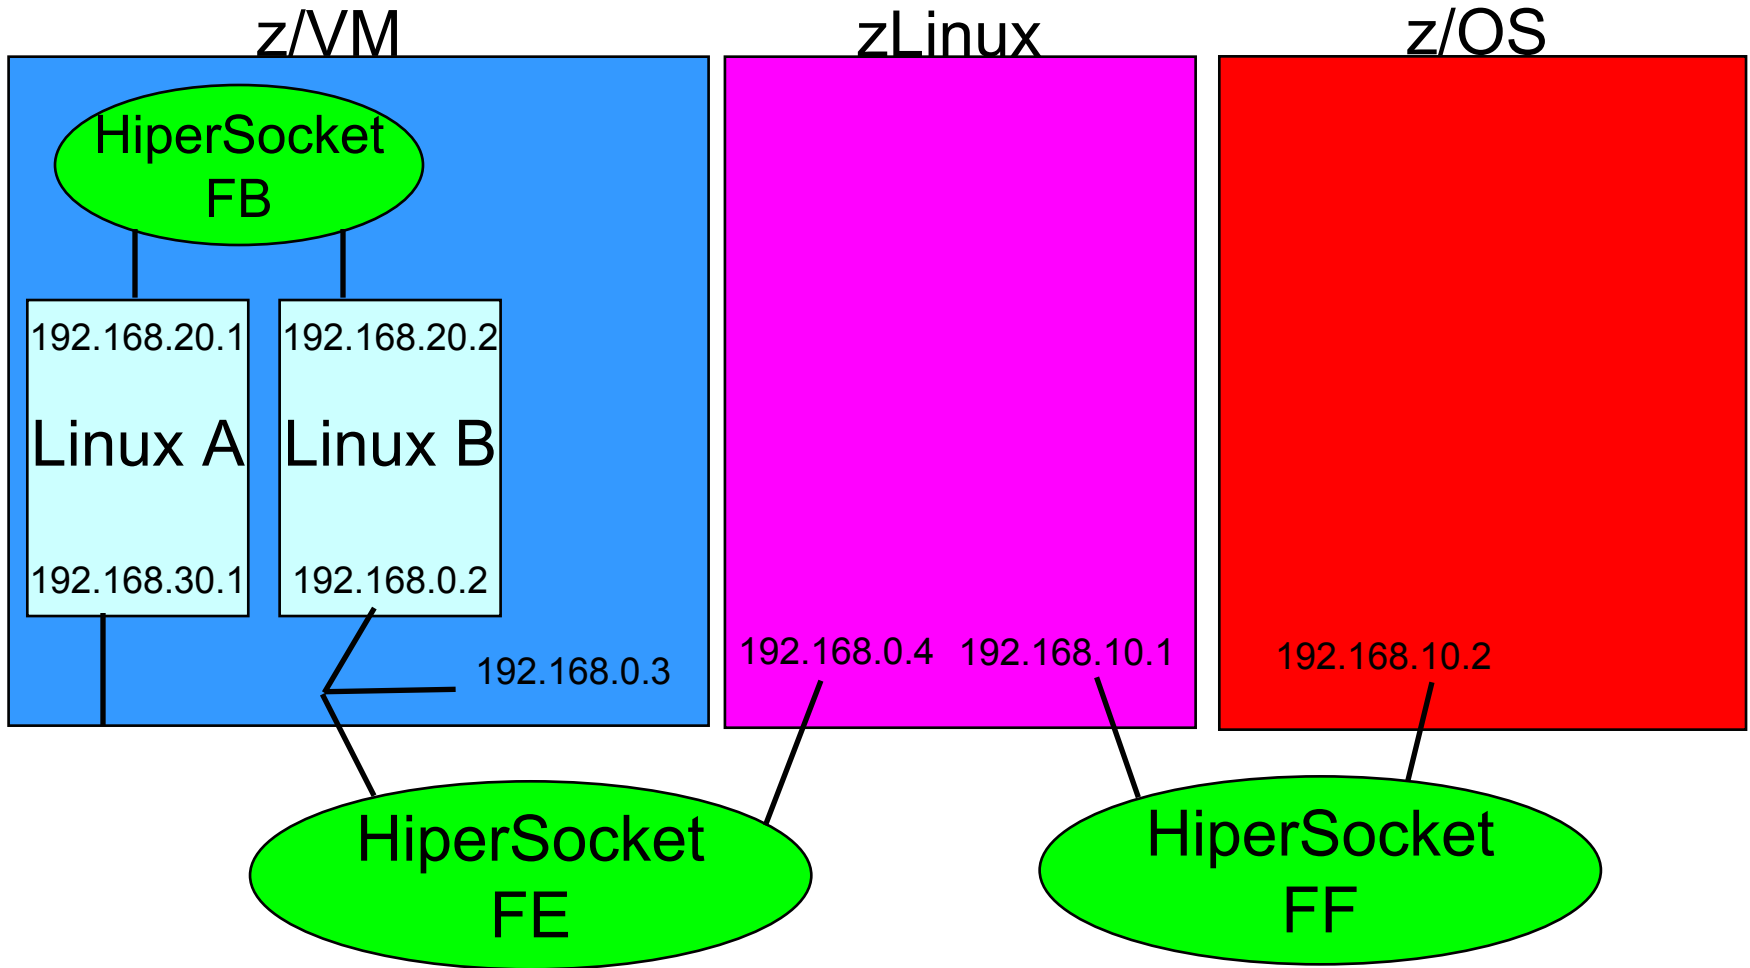 z/VM
zLinux
z/OS
HiperSocket
FB
192.168.20.1
192.168.20.2
Linux A
Linux B
192.168.30.1
192.168.0.2
192.168.0.3
192.168.0.4
192.168.10.1
192.168.10.2
HiperSocket
FE
HiperSocket
FF